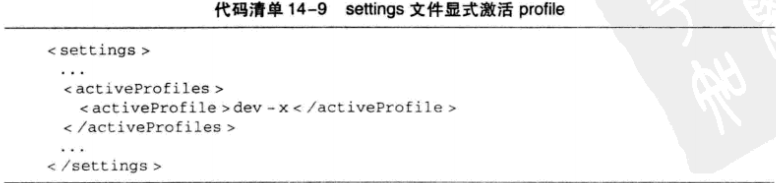 代码清单 14-9 settings 文件显式激活 profile
<settings>
...
<activeProfiles>
<activeProfile>dev-x</activeProfile>
</activeProfiles>
...
</settings>